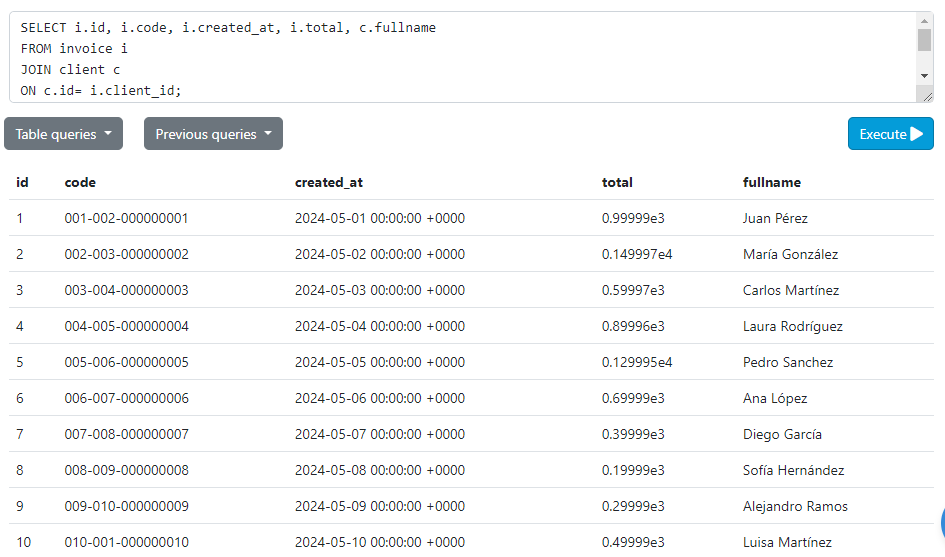 SELECT i.id, i.code, i.created_at, i.total, c.fullname
FROM invoice i
JOIN client c
ON c.id= i.client_id;
Table queries Previous queries Execute
id code created_at total fullname
1 001-002-000000001 2024-05-01 00:00:00 +0000 0.99999e3 Juan Pérez
2 002-003-000000002 2024-05-02 00:00:00 +0000 0.149997e4 María González
3 003-004-000000003 2024-05-03 00:00:00 +0000 0.59997e3 Carlos Martínez
4 004-005-000000004 2024-05-04 00:00:00 +0000 0.89996e3 Laura Rodríguez
5 005-006-000000005 2024-05-05 00:00:00 +0000 0.129995e4 Pedro Sanchez
6 006-007-000000006 2024-05-06 00:00:00 +0000 0.69999e3 Ana López
7 007-008-000000007 2024-05-07 00:00:00 +0000 0.39999e3 Diego García
8 008-009-000000008 2024-05-08 00:00:00 +0000 0.19999e3 Sofía Hernández
9 009-010-000000009 2024-05-09 00:00:00 +0000 0.29999e3 Alejandro Ramos
10 010-001-000000010 2024-05-10 00:00:00 +0000 0.49999e3 Luisa Martínez